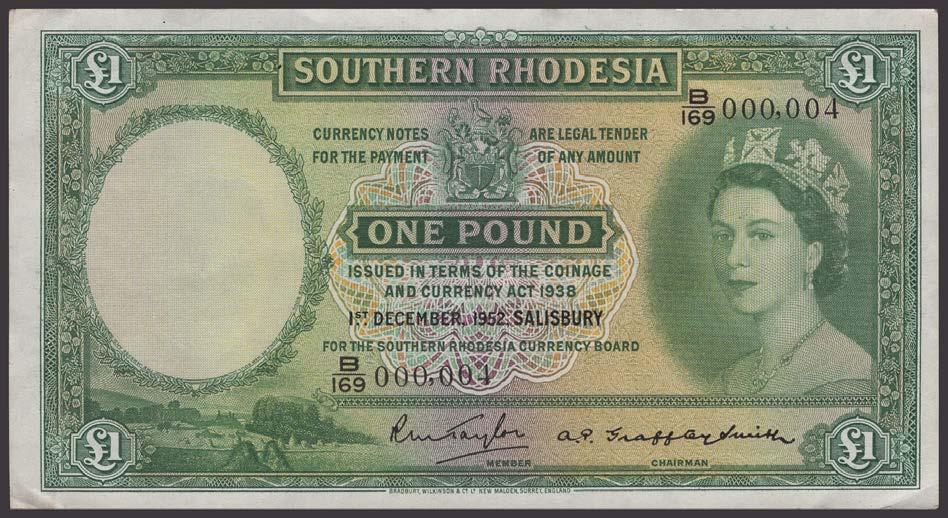 £1 SOUTHERN RHODESIA £1
B/169 000,004
CURRENCY NOTES ARE LEGAL TENDER
FOR THE PAYMENT OF ANY AMOUNT
ONE POUND
ISSUED IN TERMS OF THE COINAGE
AND CURRENCY ACT 1938
1ST DECEMBER, 1952. SALISBURY
FOR THE SOUTHERN RHODESIA CURRENCY BOARD
B/169 000,004
A.P. Grafftey Smith
MEMBER CHAIRMAN
£1 £1
BRADBURY, WILKINSON & Cº. Lᵀ. NEW MALDEN, SURREY, ENGLAND